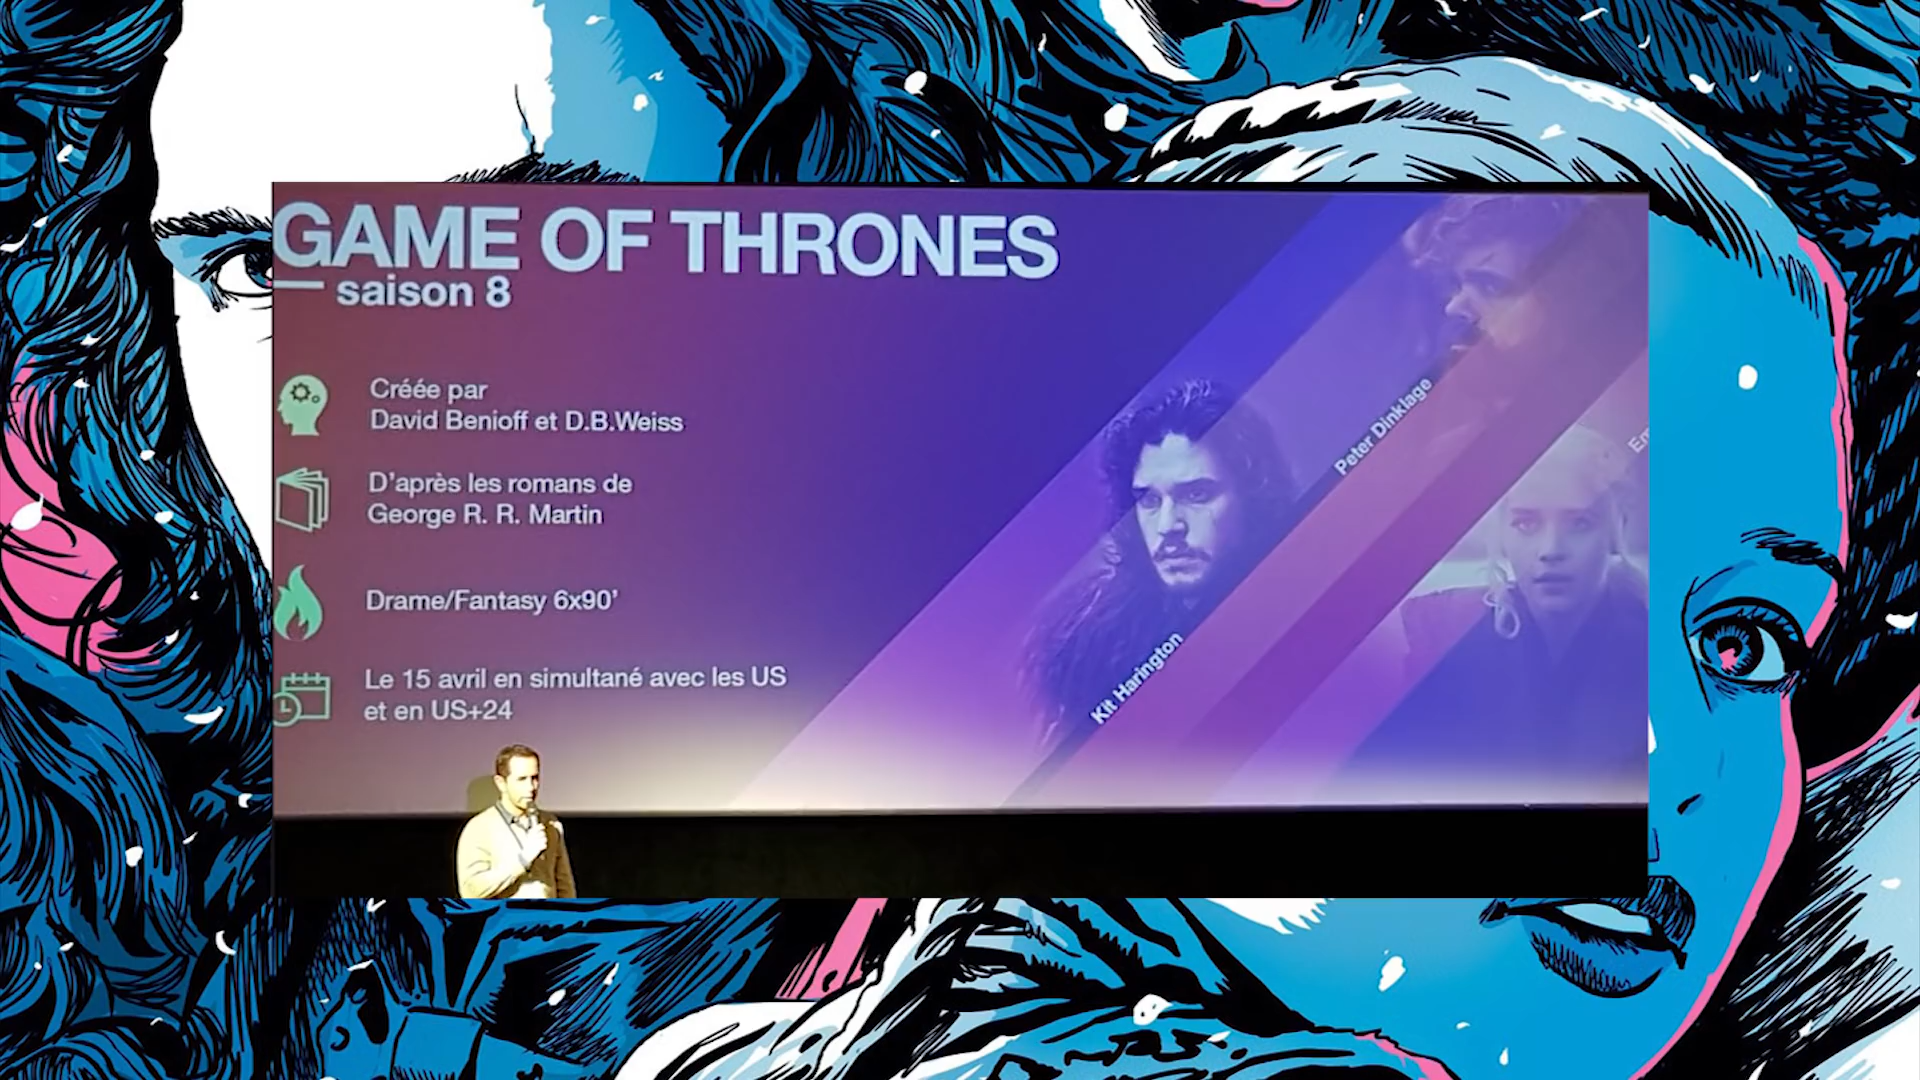 GAME OF THRONES
saison 8
Créée par
David Benioff et D.B.Weiss
D'après les romans de
George R. R. Martin
Drame/Fantasy 6x90'
Le 15 avril en simultané avec les US
et en US+24
Kit Harington
Peter Dinklage